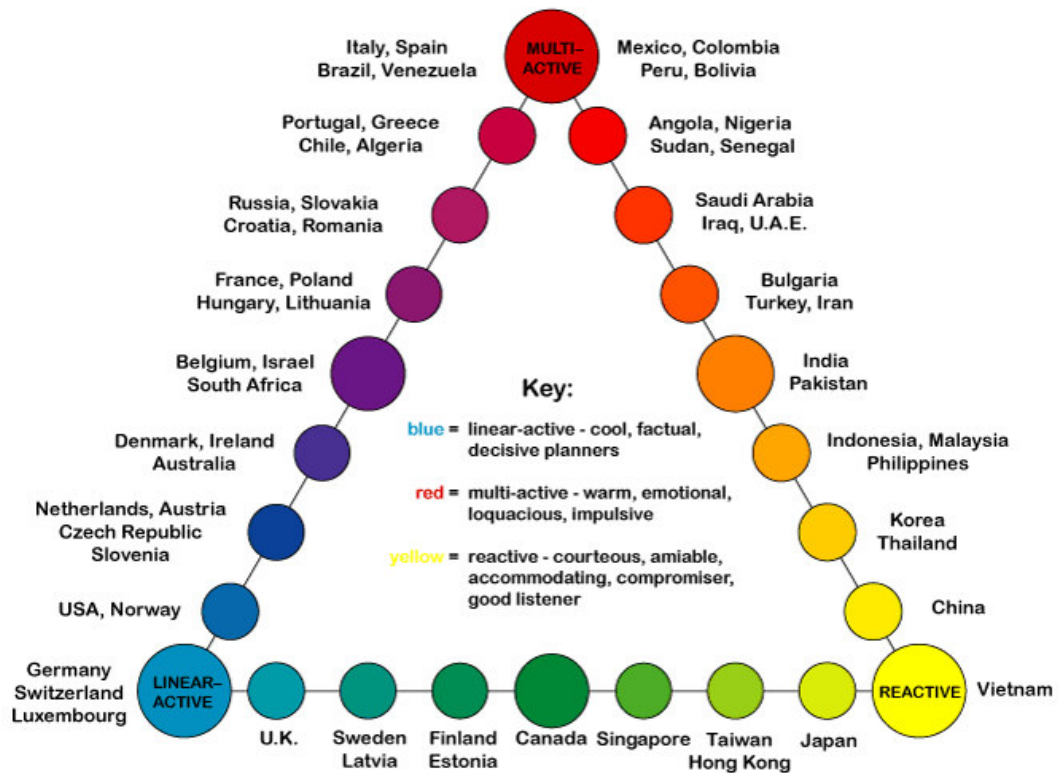 Italy, Spain
Brazil, Venezuela
MULTI–
ACTIVE
Mexico, Colombia
Peru, Bolivia
Portugal, Greece
Chile, Algeria
Angola, Nigeria
Sudan, Senegal
Russia, Slovakia
Croatia, Romania
Saudi Arabia
Iraq, U.A.E.
France, Poland
Hungary, Lithuania
Bulgaria
Turkey, Iran
Belgium, Israel
South Africa
India
Pakistan
Key:
blue = linear-active - cool, factual,
decisive planners
red = multi-active - warm, emotional,
loquacious, impulsive
yellow = reactive - courteous, amiable,
accommodating, compromiser,
good listener
Denmark, Ireland
Australia
Indonesia, Malaysia
Philippines
Netherlands, Austria
Czech Republic
Slovenia
Korea
Thailand
USA, Norway
China
Germany
Switzerland
Luxembourg
LINEAR–
ACTIVE
REACTIVE
Vietnam
U.K.
Sweden
Latvia
Finland
Estonia
Canada
Singapore
Taiwan
Hong Kong
Japan